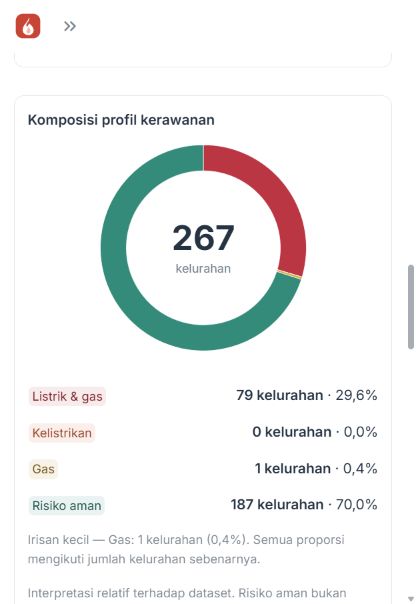 Komposisi profil kerawanan
267
kelurahan
Listrik & gas 79 kelurahan · 29,6%
Kelistrikan 0 kelurahan · 0,0%
Gas 1 kelurahan · 0,4%
Risiko aman 187 kelurahan · 70,0%
Irisan kecil — Gas: 1 kelurahan (0,4%). Semua proporsi
mengikuti jumlah kelurahan sebenarnya.
Interpretasi relatif terhadap dataset. Risiko aman bukan